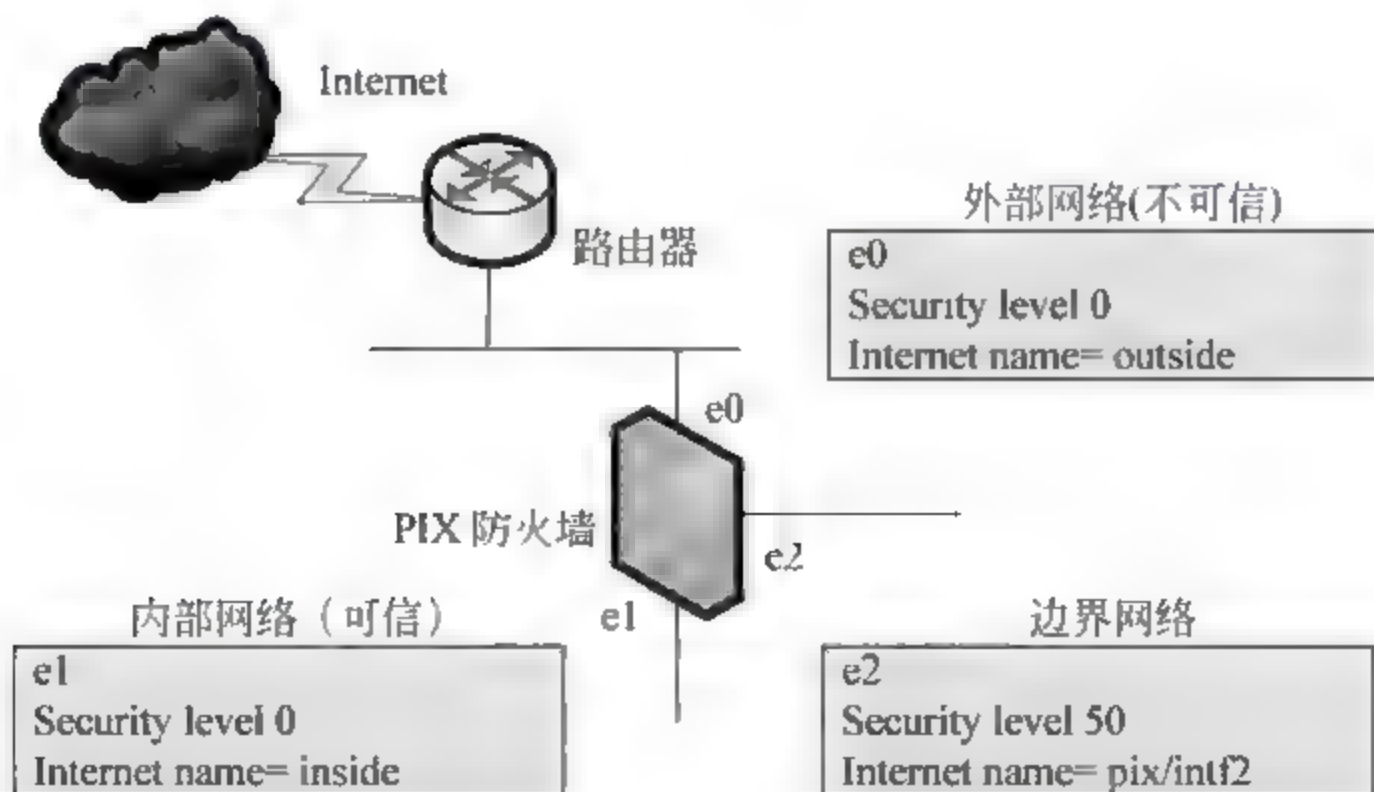 Internet
路由器
外部网络(不可信)
e0
Security level 0
Internet name= outside
e0
PIX 防火墙
e2
e1
内部网络（可信）
e1
Security level 0
Internet name= inside
边界网络
e2
Security level 50
Internet name= pix/intf2